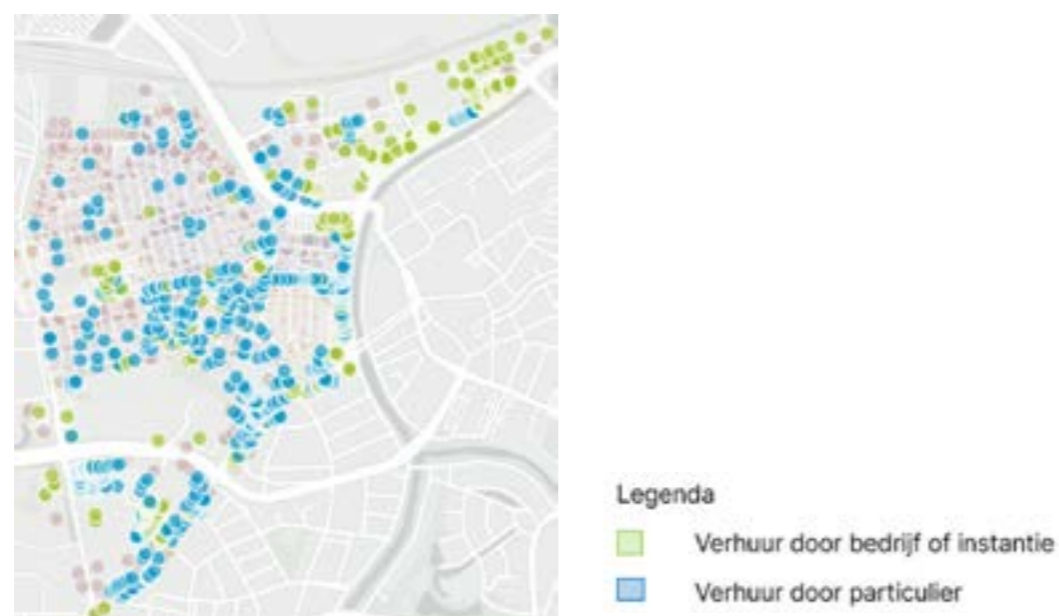 Legenda
Verhuur door bedrijf of instantie
Verhuur door particulier